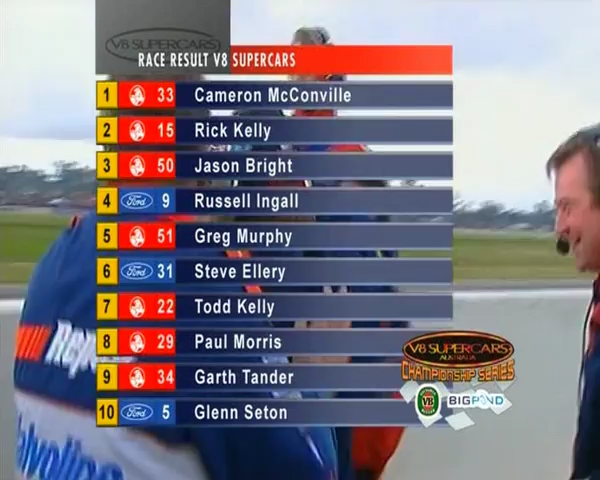 V8 SUPERCARS
RACE RESULT V8 SUPERCARS
1 33 Cameron McConville
2 15 Rick Kelly
3 50 Jason Bright
4 Ford 9 Russell Ingall
5 51 Greg Murphy
6 Ford 31 Steve Ellery
7 22 Todd Kelly
8 29 Paul Morris
9 34 Garth Tander
10 Ford 5 Glenn Seton
V8 SUPERCARS
AUSTRALIA
CHAMPIONSHIP SERIES
VB BIGPOND
Repco
Valvoline